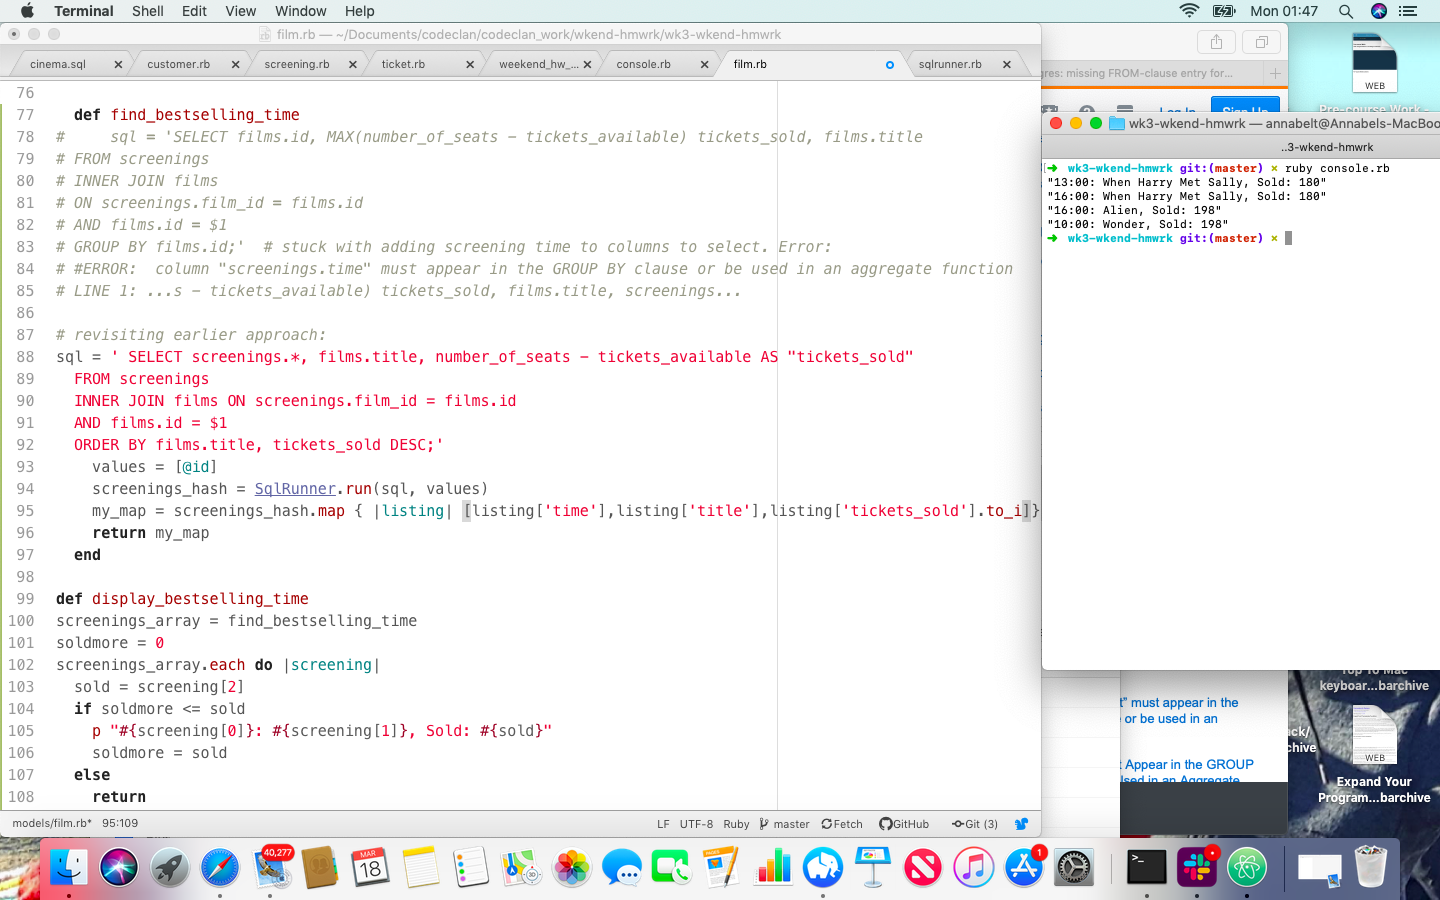 Terminal Shell Edit View Window Help Mon 01:47
film.rb — ~/Documents/codeclan/codeclan_work/wkend-hmwrk/wk3-wkend-hmwrk
cinema.sql customer.rb screening.rb ticket.rb weekend_hw_... console.rb film.rb sqlrunner.rb
76
77 def find_bestselling_time
78 #     sql = 'SELECT films.id, MAX(number_of_seats - tickets_available) tickets_sold, films.title
79 # FROM screenings
80 # INNER JOIN films
81 # ON screenings.film_id = films.id
82 # AND films.id = $1
83 # GROUP BY films.id;'  # stuck with adding screening time to columns to select. Error:
84 # #ERROR:  column "screenings.time" must appear in the GROUP BY clause or be used in an aggregate function
85 # LINE 1: ...s - tickets_available) tickets_sold, films.title, screenings...
86
87 # revisiting earlier approach:
88 sql = ' SELECT screenings.*, films.title, number_of_seats - tickets_available AS "tickets_sold"
89 FROM screenings
90 INNER JOIN films ON screenings.film_id = films.id
91 AND films.id = $1
92 ORDER BY films.title, tickets_sold DESC;'
93 values = [@id]
94 screenings_hash = SqlRunner.run(sql, values)
95 my_map = screenings_hash.map { |listing| [listing['time'],listing['title'],listing['tickets_sold'].to_i]}
96 return my_map
97 end
98
99 def display_bestselling_time
100 screenings_array = find_bestselling_time
101 soldmore = 0
102 screenings_array.each do |screening|
103 sold = screening[2]
104 if soldmore <= sold
105 p "#{screening[0]}: #{screening[1]}, Sold: #{sold}"
106 soldmore = sold
107 else
108 return
models/film.rb* 95:109 LF UTF-8 Ruby master Fetch GitHub Git (3)
gres: missing FROM-clause entry for...
Log In Sign Up
WEB
Pre-course Work -
wk3-wkend-hmwrk — annabelt@Annabels-MacBoo
..3-wkend-hmwrk
➜ wk3-wkend-hmwrk git:(master) × ruby console.rb
"13:00: When Harry Met Sally, Sold: 180"
"16:00: When Harry Met Sally, Sold: 180"
"16:00: Alien, Sold: 198"
"10:00: Wonder, Sold: 198"
➜ wk3-wkend-hmwrk git:(master) ×
Top 10 Mac
keyboar...barchive
t" must appear in the
or be used in an
uck/
chive
WEB
t Appear in the GROUP
Used in an Aggregate
Expand Your
Program...barchive
40,277
MAR
18
1